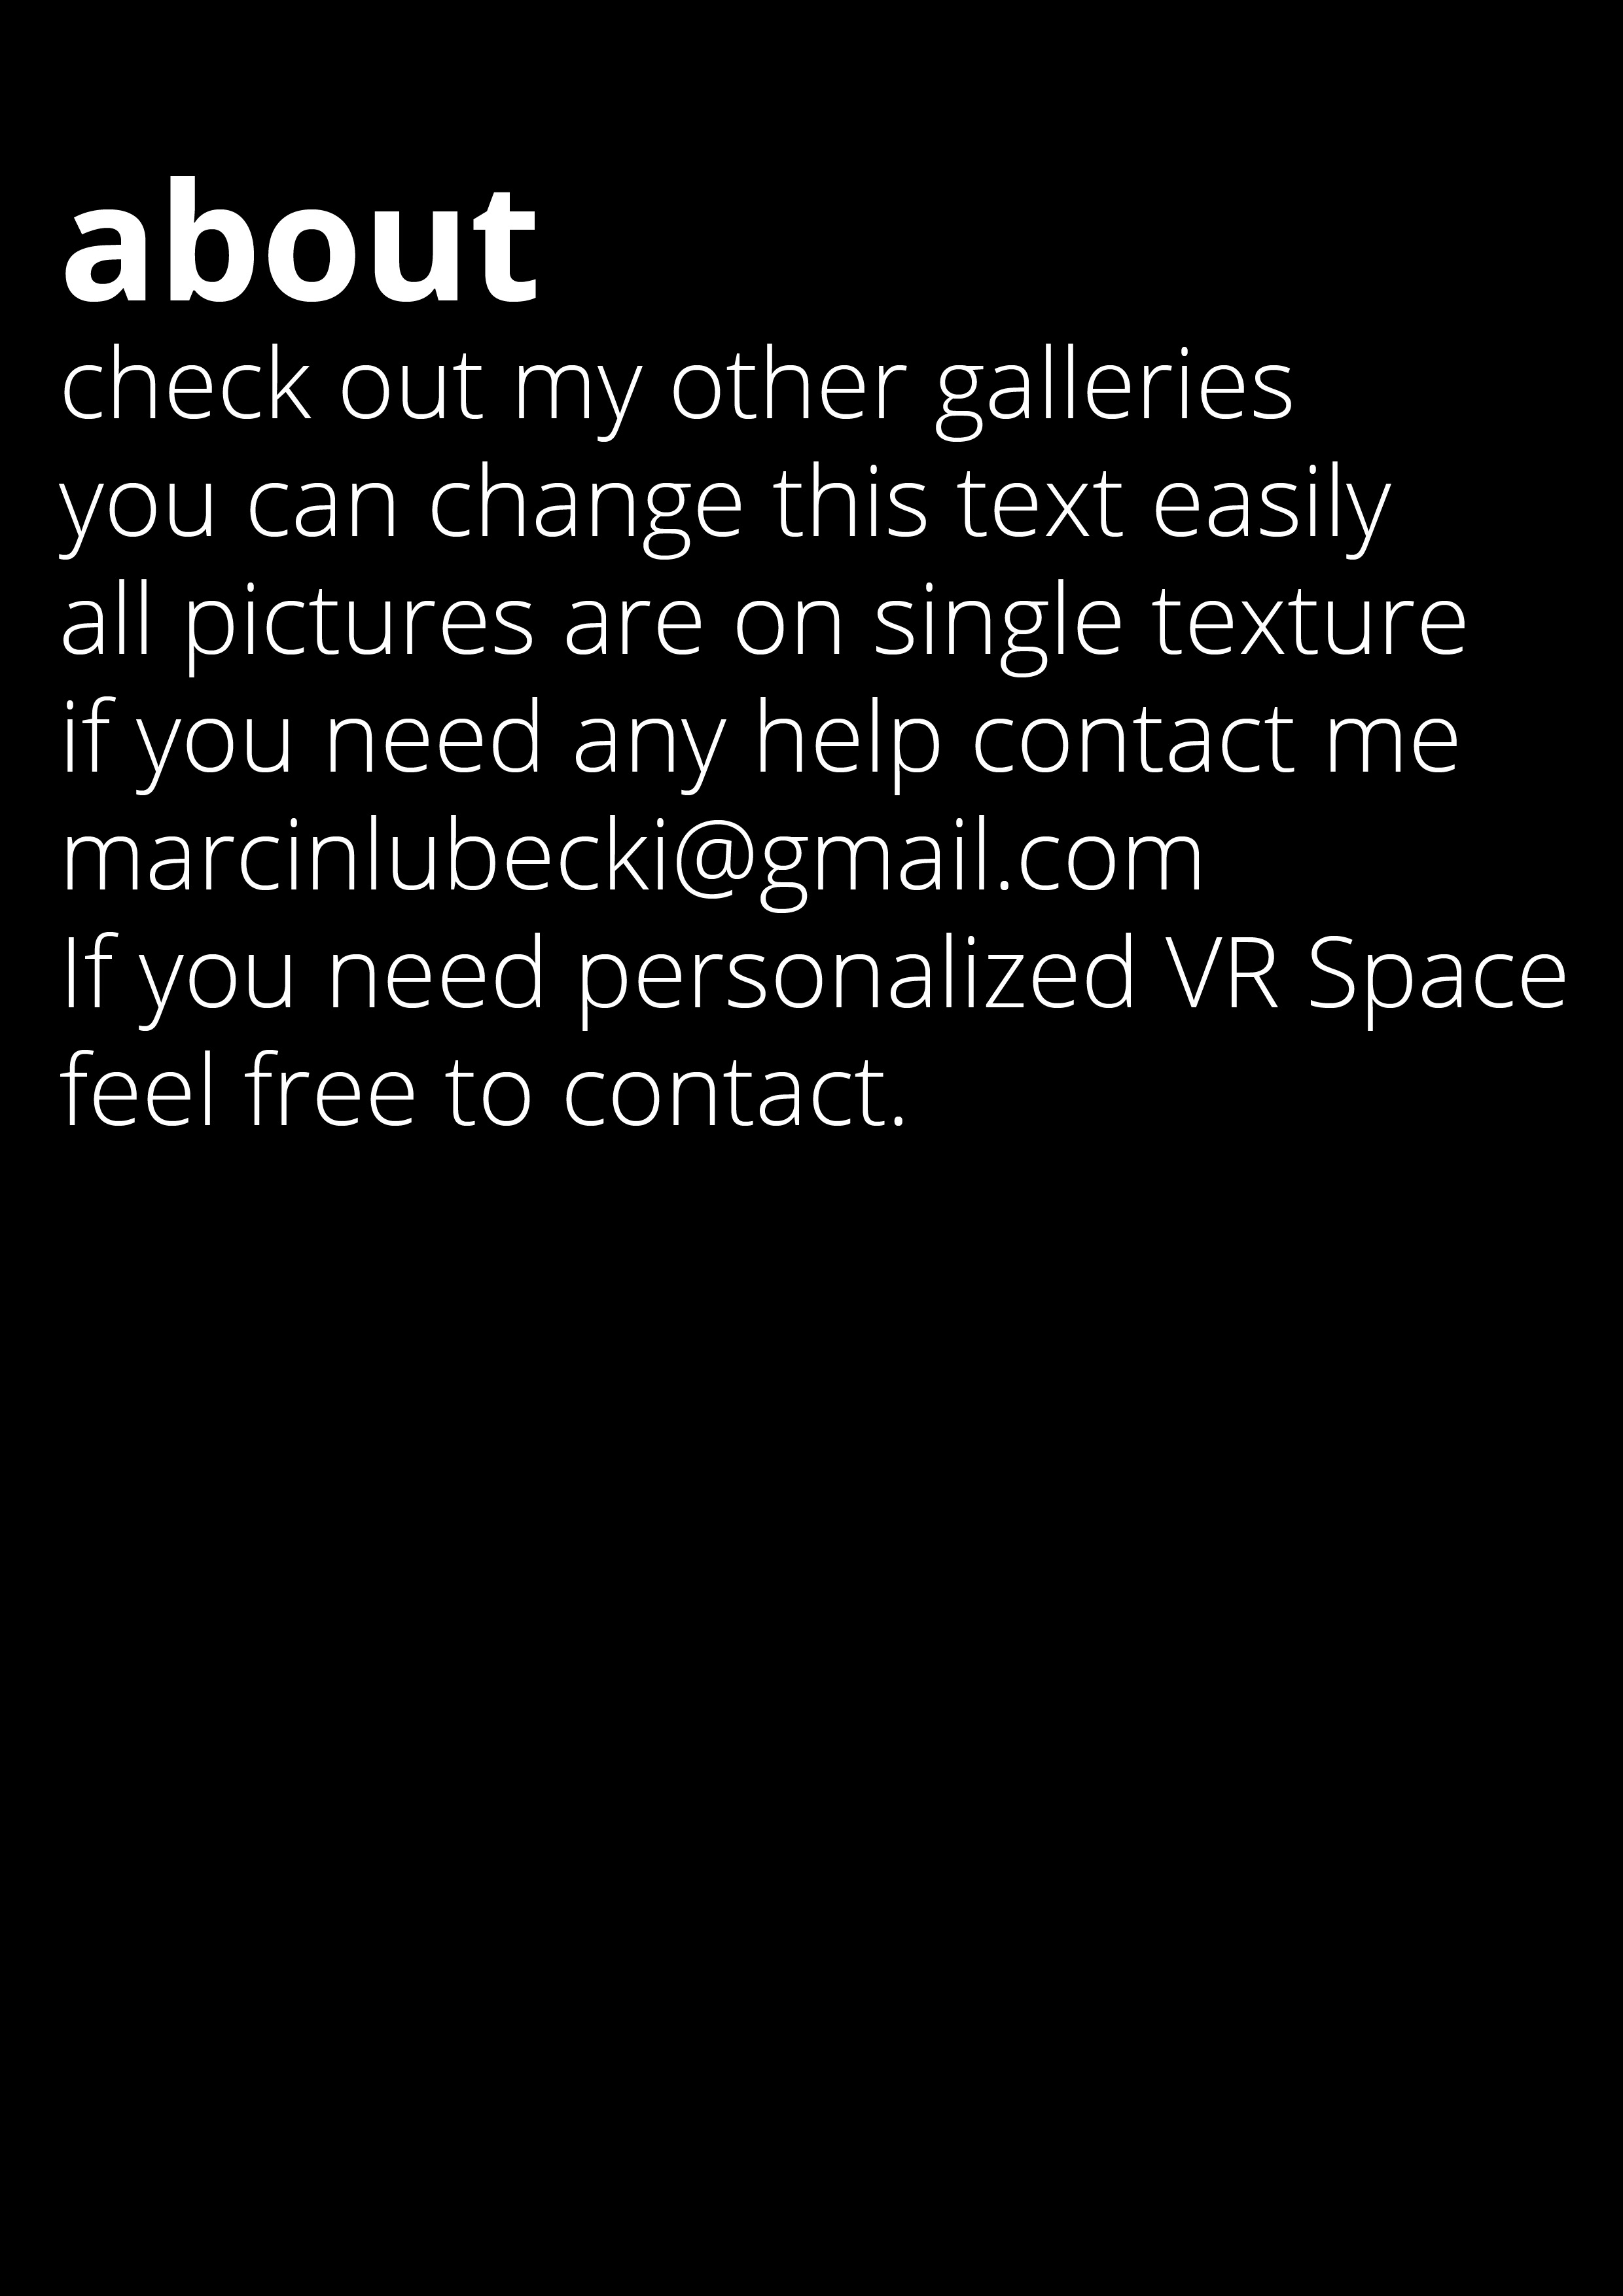 about
check out my other galleries
you can change this text easily
all pictures are on single texture
if you need any help contact me
marcinlubecki@gmail.com
If you need personalized VR Space
feel free to contact.